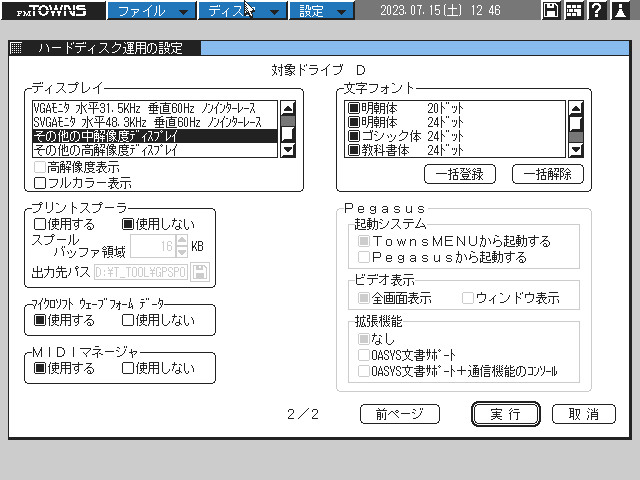 FM TOWNS ファイル ディスク 設定 2023.07.15(土) 12 46
ハードディスク運用の設定
対象ドライブ D
ディスプレイ
VGAモニタ 水平31.5KHz 垂直60Hz ノンインターレース
SVGAモニタ 水平48.3KHz 垂直60Hz ノンインターレース
その他の中解像度ディスプレイ
その他の高解像度ディスプレイ
高解像度表示
フルカラー表示
文字フォント
明朝体 20ドット
明朝体 24ドット
ゴシック体 24ドット
教科書体 24ドット
一括登録 一括解除
プリントスプーラ
使用する 使用しない
スプール
バッファ領域 16 KB
出力先パス D:¥T_TOOL¥GPSPO
マイクロソフト ウェーブフォーム データ
使用する 使用しない
MIDIマネージャ
使用する 使用しない
Pegasus
起動システム
TownsMENUから起動する
Pegasusから起動する
ビデオ表示
全画面表示 ウィンドウ表示
拡張機能
なし
OASYS文書サポート
OASYS文書サポート+通信機能のコンソール
2/2 前ページ 実行 取消